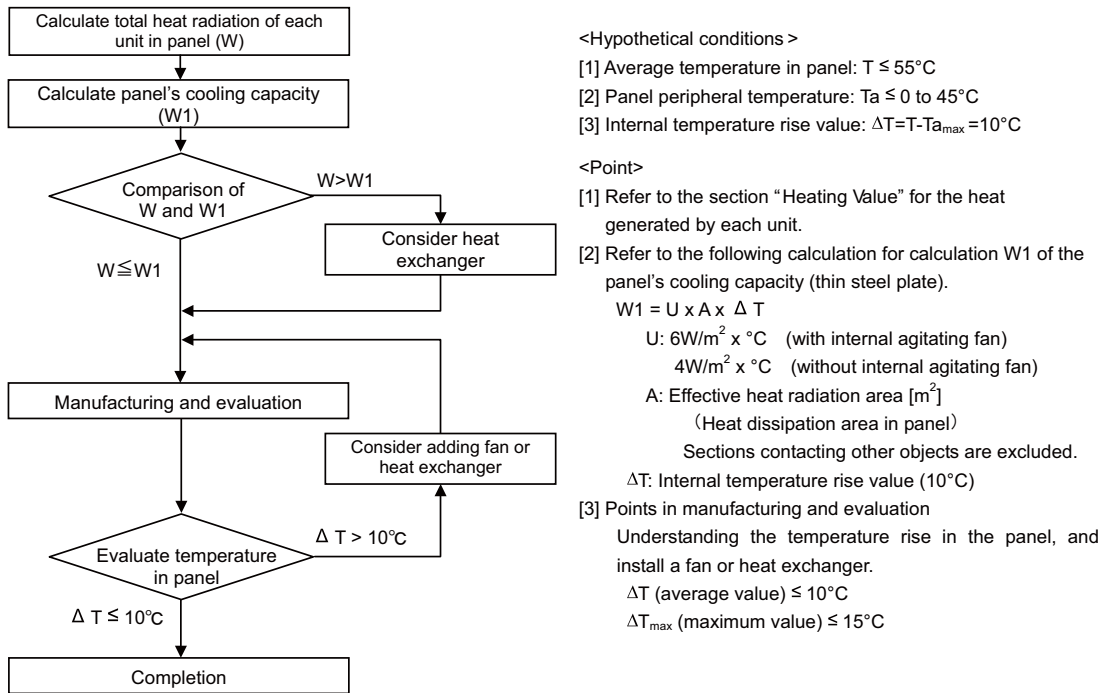 Calculate total heat radiation of each
unit in panel (W)
Calculate panel's cooling capacity
(W1)
Comparison of
W and W1
W>W1
Consider heat
exchanger
W≦W1
Manufacturing and evaluation
Consider adding fan or
heat exchanger
Evaluate temperature
in panel
Δ T > 10℃
Δ T ≤ 10℃
Completion
<Hypothetical conditions >
[1] Average temperature in panel: T ≤ 55°C
[2] Panel peripheral temperature: Ta ≤ 0 to 45°C
[3] Internal temperature rise value: ΔT=T-Tamax =10°C
<Point>
[1] Refer to the section “Heating Value” for the heat
generated by each unit.
[2] Refer to the following calculation for calculation W1 of the
panel’s cooling capacity (thin steel plate).
W1 = U x A x Δ T
U: 6W/m² x °C (with internal agitating fan)
4W/m² x °C (without internal agitating fan)
A: Effective heat radiation area [m²]
（Heat dissipation area in panel）
Sections contacting other objects are excluded.
ΔT: Internal temperature rise value (10°C)
[3] Points in manufacturing and evaluation
Understanding the temperature rise in the panel, and
install a fan or heat exchanger.
ΔT (average value) ≤ 10°C
ΔTmax (maximum value) ≤ 15°C